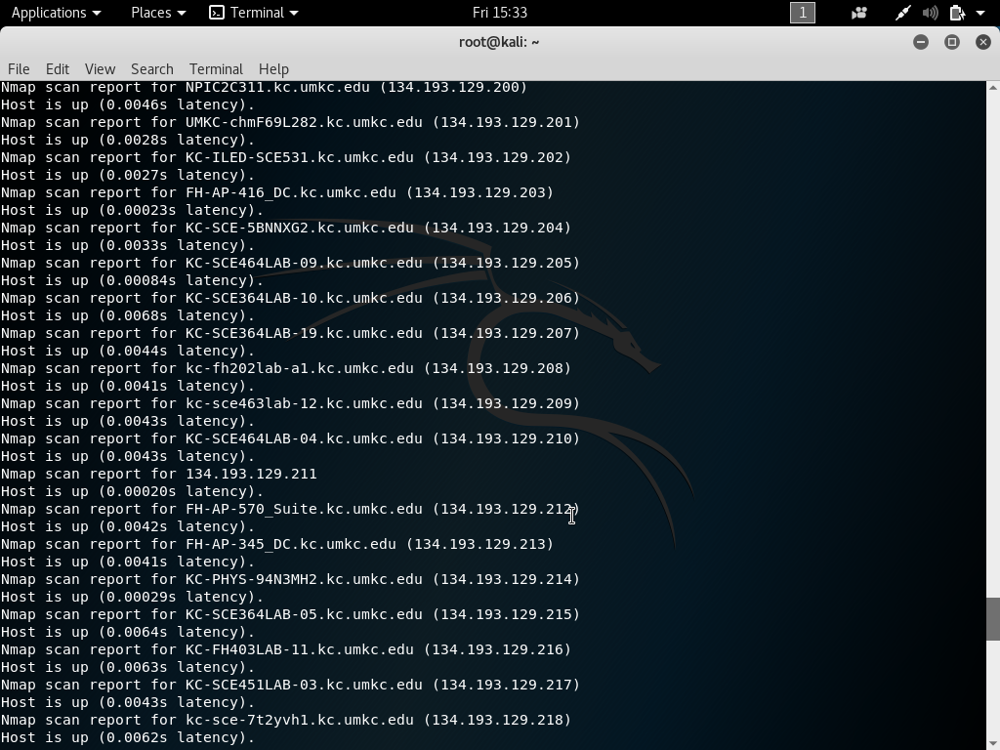 Applications Places Terminal Fri 15:33 1
root@kali: ~
File Edit View Search Terminal Help
Nmap scan report for NPIC2C311.kc.umkc.edu (134.193.129.200)
Host is up (0.0046s latency).
Nmap scan report for UMKC-chmF69L282.kc.umkc.edu (134.193.129.201)
Host is up (0.0028s latency).
Nmap scan report for KC-ILED-SCE531.kc.umkc.edu (134.193.129.202)
Host is up (0.0027s latency).
Nmap scan report for FH-AP-416_DC.kc.umkc.edu (134.193.129.203)
Host is up (0.00023s latency).
Nmap scan report for KC-SCE-5BNNXG2.kc.umkc.edu (134.193.129.204)
Host is up (0.0033s latency).
Nmap scan report for KC-SCE464LAB-09.kc.umkc.edu (134.193.129.205)
Host is up (0.00084s latency).
Nmap scan report for KC-SCE364LAB-10.kc.umkc.edu (134.193.129.206)
Host is up (0.0068s latency).
Nmap scan report for KC-SCE364LAB-19.kc.umkc.edu (134.193.129.207)
Host is up (0.0044s latency).
Nmap scan report for kc-fh202lab-a1.kc.umkc.edu (134.193.129.208)
Host is up (0.0041s latency).
Nmap scan report for kc-sce463lab-12.kc.umkc.edu (134.193.129.209)
Host is up (0.0043s latency).
Nmap scan report for KC-SCE464LAB-04.kc.umkc.edu (134.193.129.210)
Host is up (0.0043s latency).
Nmap scan report for 134.193.129.211
Host is up (0.00020s latency).
Nmap scan report for FH-AP-570_Suite.kc.umkc.edu (134.193.129.212)
Host is up (0.0042s latency).
Nmap scan report for FH-AP-345_DC.kc.umkc.edu (134.193.129.213)
Host is up (0.0041s latency).
Nmap scan report for KC-PHYS-94N3MH2.kc.umkc.edu (134.193.129.214)
Host is up (0.00029s latency).
Nmap scan report for KC-SCE364LAB-05.kc.umkc.edu (134.193.129.215)
Host is up (0.0064s latency).
Nmap scan report for KC-FH403LAB-11.kc.umkc.edu (134.193.129.216)
Host is up (0.0063s latency).
Nmap scan report for KC-SCE451LAB-03.kc.umkc.edu (134.193.129.217)
Host is up (0.0043s latency).
Nmap scan report for kc-sce-7t2yvh1.kc.umkc.edu (134.193.129.218)
Host is up (0.0062s latency).